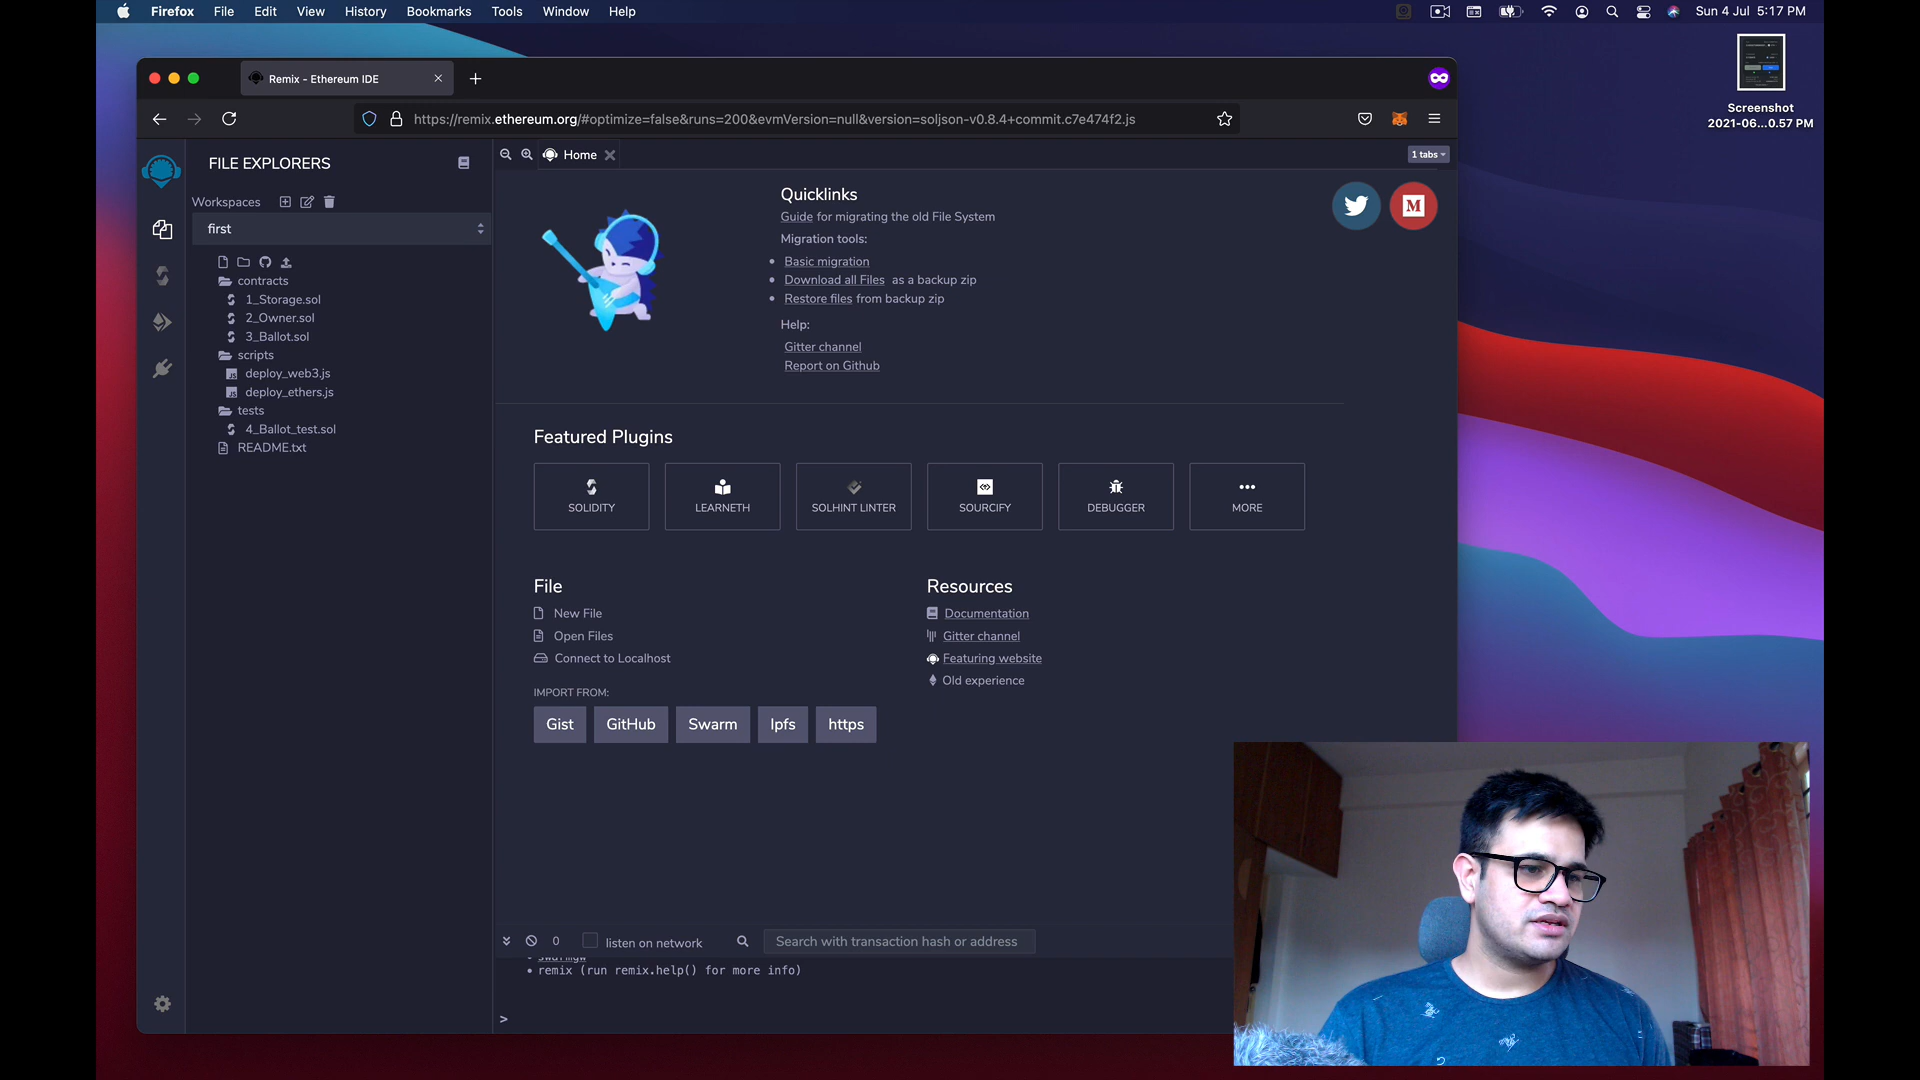 Firefox File Edit View History Bookmarks Tools Window Help
Sun 4 Jul 5:17 PM
Screenshot
2021-06...0.57 PM
Remix - Ethereum IDE
https://remix.ethereum.org/#optimize=false&runs=200&evmVersion=null&version=soljson-v0.8.4+commit.c7e474f2.js
FILE EXPLORERS
Workspaces
first
contracts
1_Storage.sol
2_Owner.sol
3_Ballot.sol
scripts
deploy_web3.js
deploy_ethers.js
tests
4_Ballot_test.sol
README.txt
Home
1 tabs
Quicklinks
Guide for migrating the old File System
Migration tools:
Basic migration
Download all Files as a backup zip
Restore files from backup zip
Help:
Gitter channel
Report on Github
M
Featured Plugins
SOLIDITY
LEARNETH
SOLHINT LINTER
SOURCIFY
DEBUGGER
MORE
File
New File
Open Files
Connect to Localhost
IMPORT FROM:
Gist
GitHub
Swarm
Ipfs
https
Resources
Documentation
Gitter channel
Featuring website
Old experience
0
listen on network
Search with transaction hash or address
swarmgw
remix (run remix.help() for more info)
>